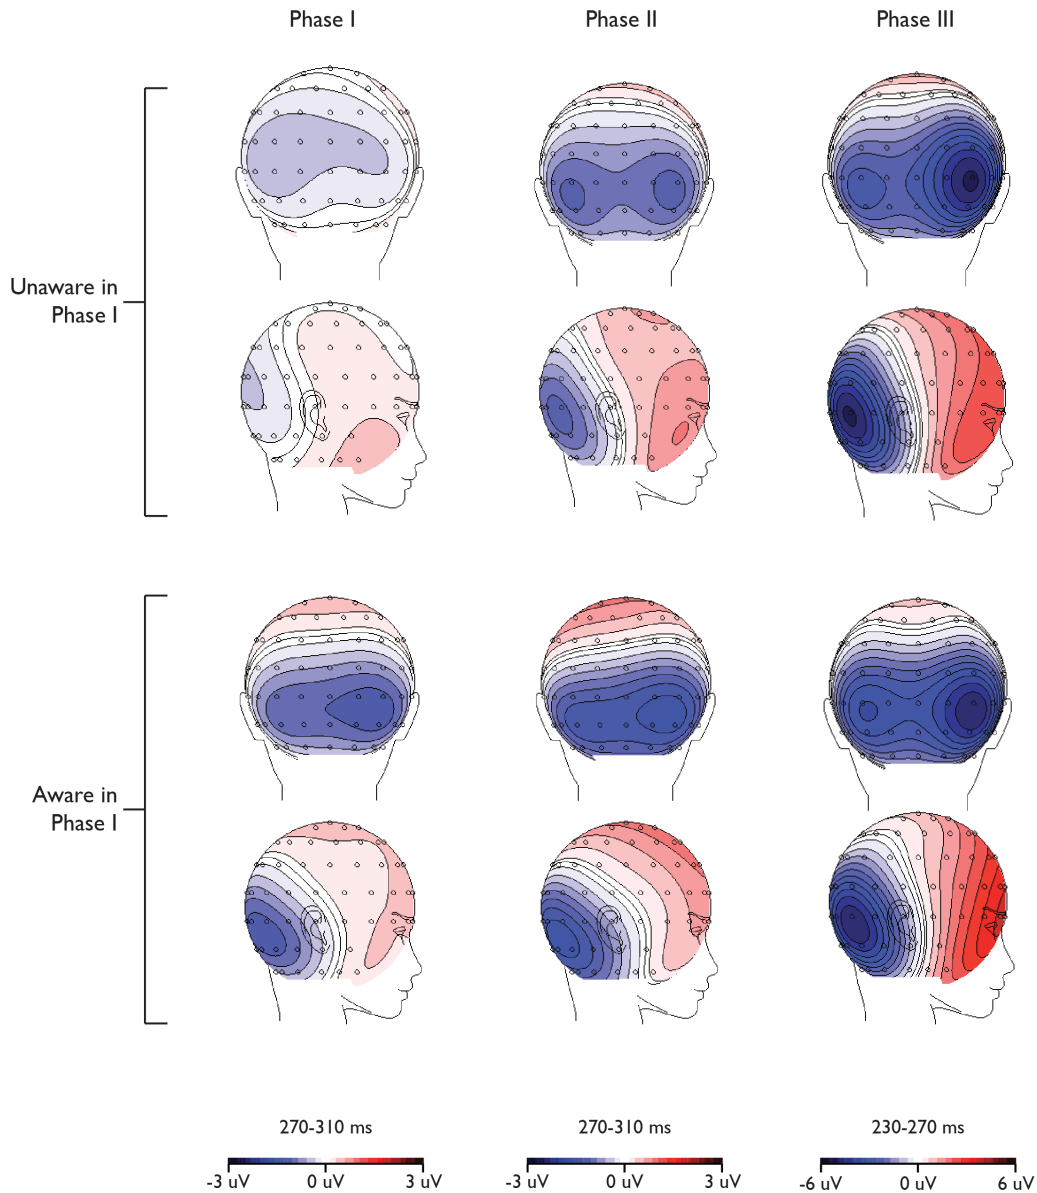 Phase I
Phase II
Phase III
Unaware in
Phase I
Aware in
Phase I
270-310 ms
270-310 ms
230-270 ms
-3 uV
0 uV
3 uV
-3 uV
0 uV
3 uV
-6 uV
0 uV
6 uV